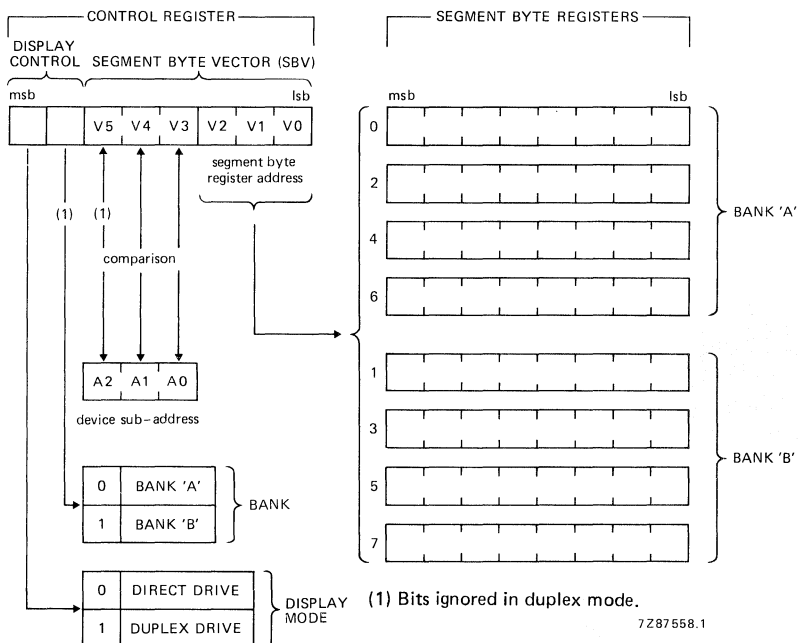 CONTROL REGISTER
DISPLAY
CONTROL
SEGMENT BYTE VECTOR (SBV)
msb
lsb
V5 V4 V3 V2 V1 V0
segment byte
register address
(1)
(1)
comparison
A2 A1 A0
device sub-address
0 BANK 'A'
1 BANK 'B'
BANK
0 DIRECT DRIVE
1 DUPLEX DRIVE
DISPLAY
MODE
SEGMENT BYTE REGISTERS
msb
lsb
0
2
4
6
BANK 'A'
1
3
5
7
BANK 'B'
(1) Bits ignored in duplex mode.
7Z87558.1